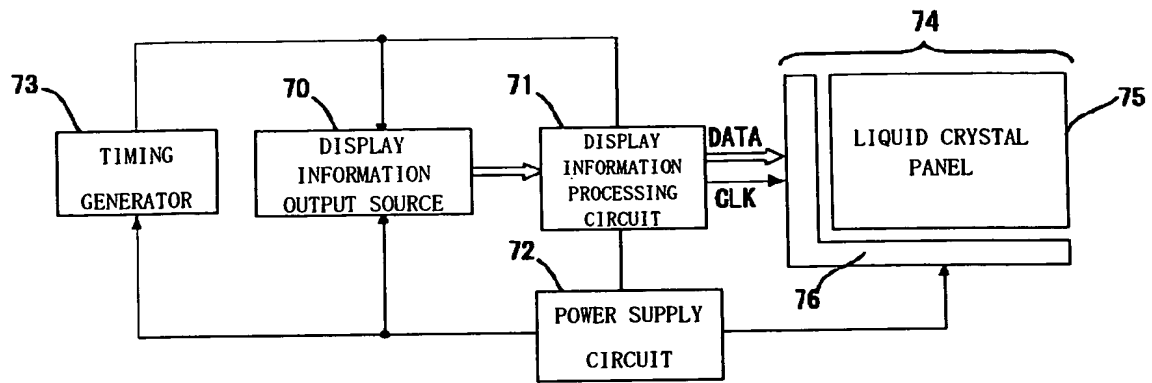 74
73
70
71
75
TIMING
GENERATOR
DISPLAY
INFORMATION
OUTPUT SOURCE
DISPLAY
INFORMATION
PROCESSING
CIRCUIT
DATA
CLK
LIQUID CRYSTAL
PANEL
72
76
POWER SUPPLY
CIRCUIT